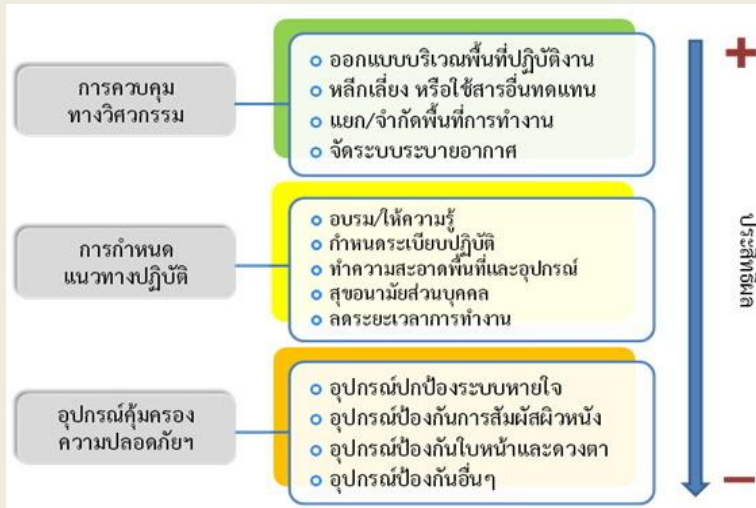 การควบคุม
ทางวิศวกรรม
ออกแบบบริเวณพื้นที่ปฏิบัติงาน
หลีกเลี่ยง หรือใช้สารอื่นทดแทน
แยก/จำกัดพื้นที่การทำงาน
จัดระบบระบายอากาศ
การกำหนด
แนวทางปฏิบัติ
อบรม/ให้ความรู้
กำหนดระเบียบปฏิบัติ
ทำความสะอาดพื้นที่และอุปกรณ์
สุขอนามัยส่วนบุคคล
ลดระยะเวลาการทำงาน
อุปกรณ์คุ้มครอง
ความปลอดภัยฯ
อุปกรณ์ปกป้องระบบหายใจ
อุปกรณ์ป้องกันการสัมผัสผิวหนัง
อุปกรณ์ป้องกันใบหน้าและดวงตา
อุปกรณ์ป้องกันอื่นๆ
+
ประสิทธิผล
−